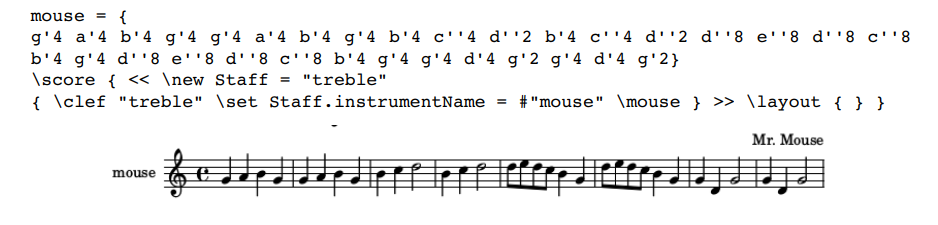 mouse = {
g'4 a'4 b'4 g'4 g'4 a'4 b'4 g'4 b'4 c''4 d''2 b'4 c''4 d''2 d''8 e''8 d''8 c''8
b'4 g'4 d''8 e''8 d''8 c''8 b'4 g'4 g'4 d'4 g'2 g'4 d'4 g'2}
\score { << \new Staff = "treble"
{ \clef "treble" \set Staff.instrumentName = #"mouse" \mouse } >> \layout { } }
Mr. Mouse
mouse